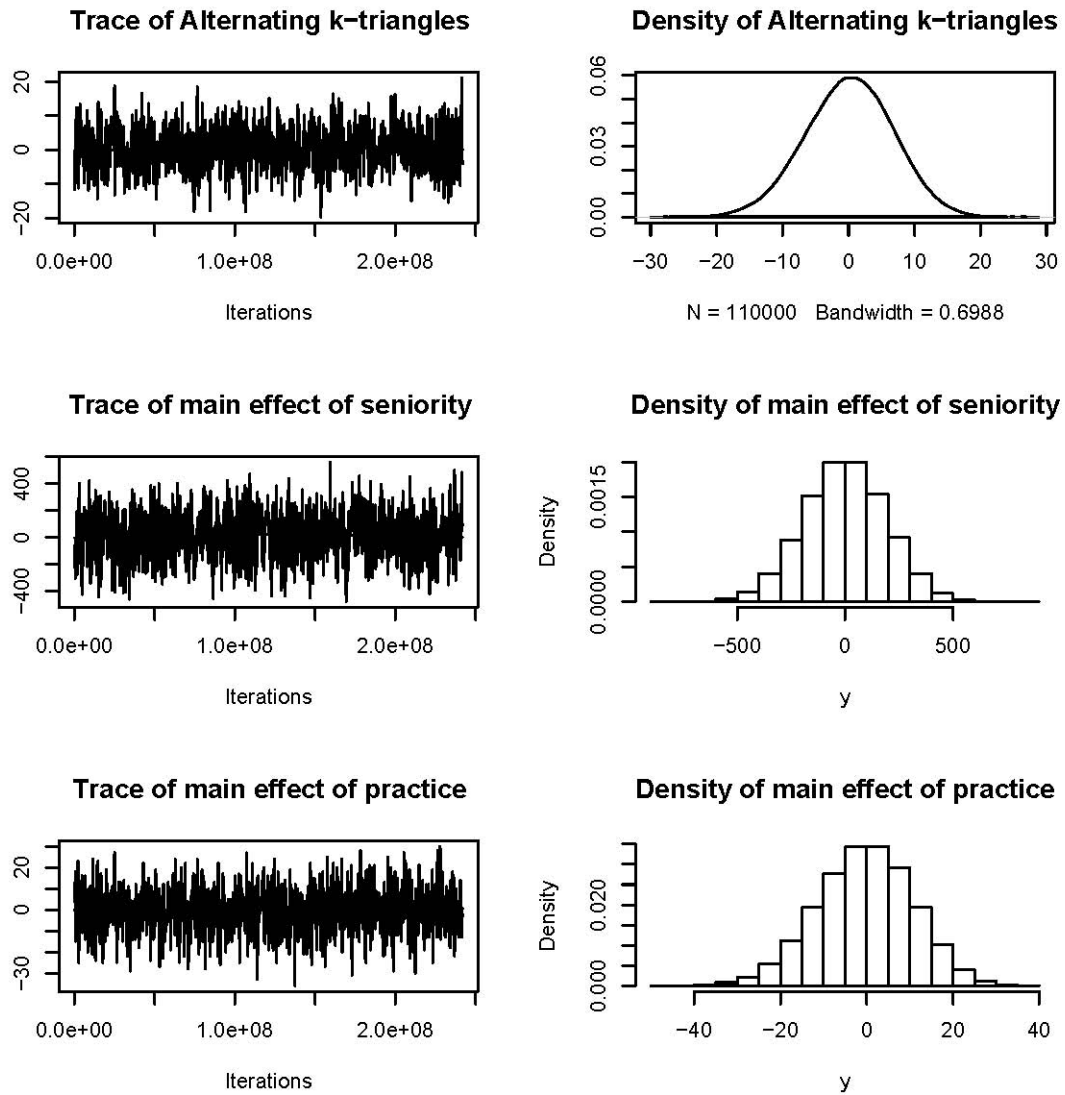 Trace of Alternating k−triangles
20
0
−20
0.0e+00 1.0e+08 2.0e+08
Iterations
Density of Alternating k−triangles
0.06
0.03
0.00
−30 −20 −10 0 10 20 30
N = 110000 Bandwidth = 0.6988
Trace of main effect of seniority
400
0
−400
0.0e+00 1.0e+08 2.0e+08
Iterations
Density of main effect of seniority
Density
0.0015
0.0000
−500 0 500
y
Trace of main effect of practice
20
0
−30
0.0e+00 1.0e+08 2.0e+08
Iterations
Density of main effect of practice
Density
0.020
0.000
−40 −20 0 20 40
y